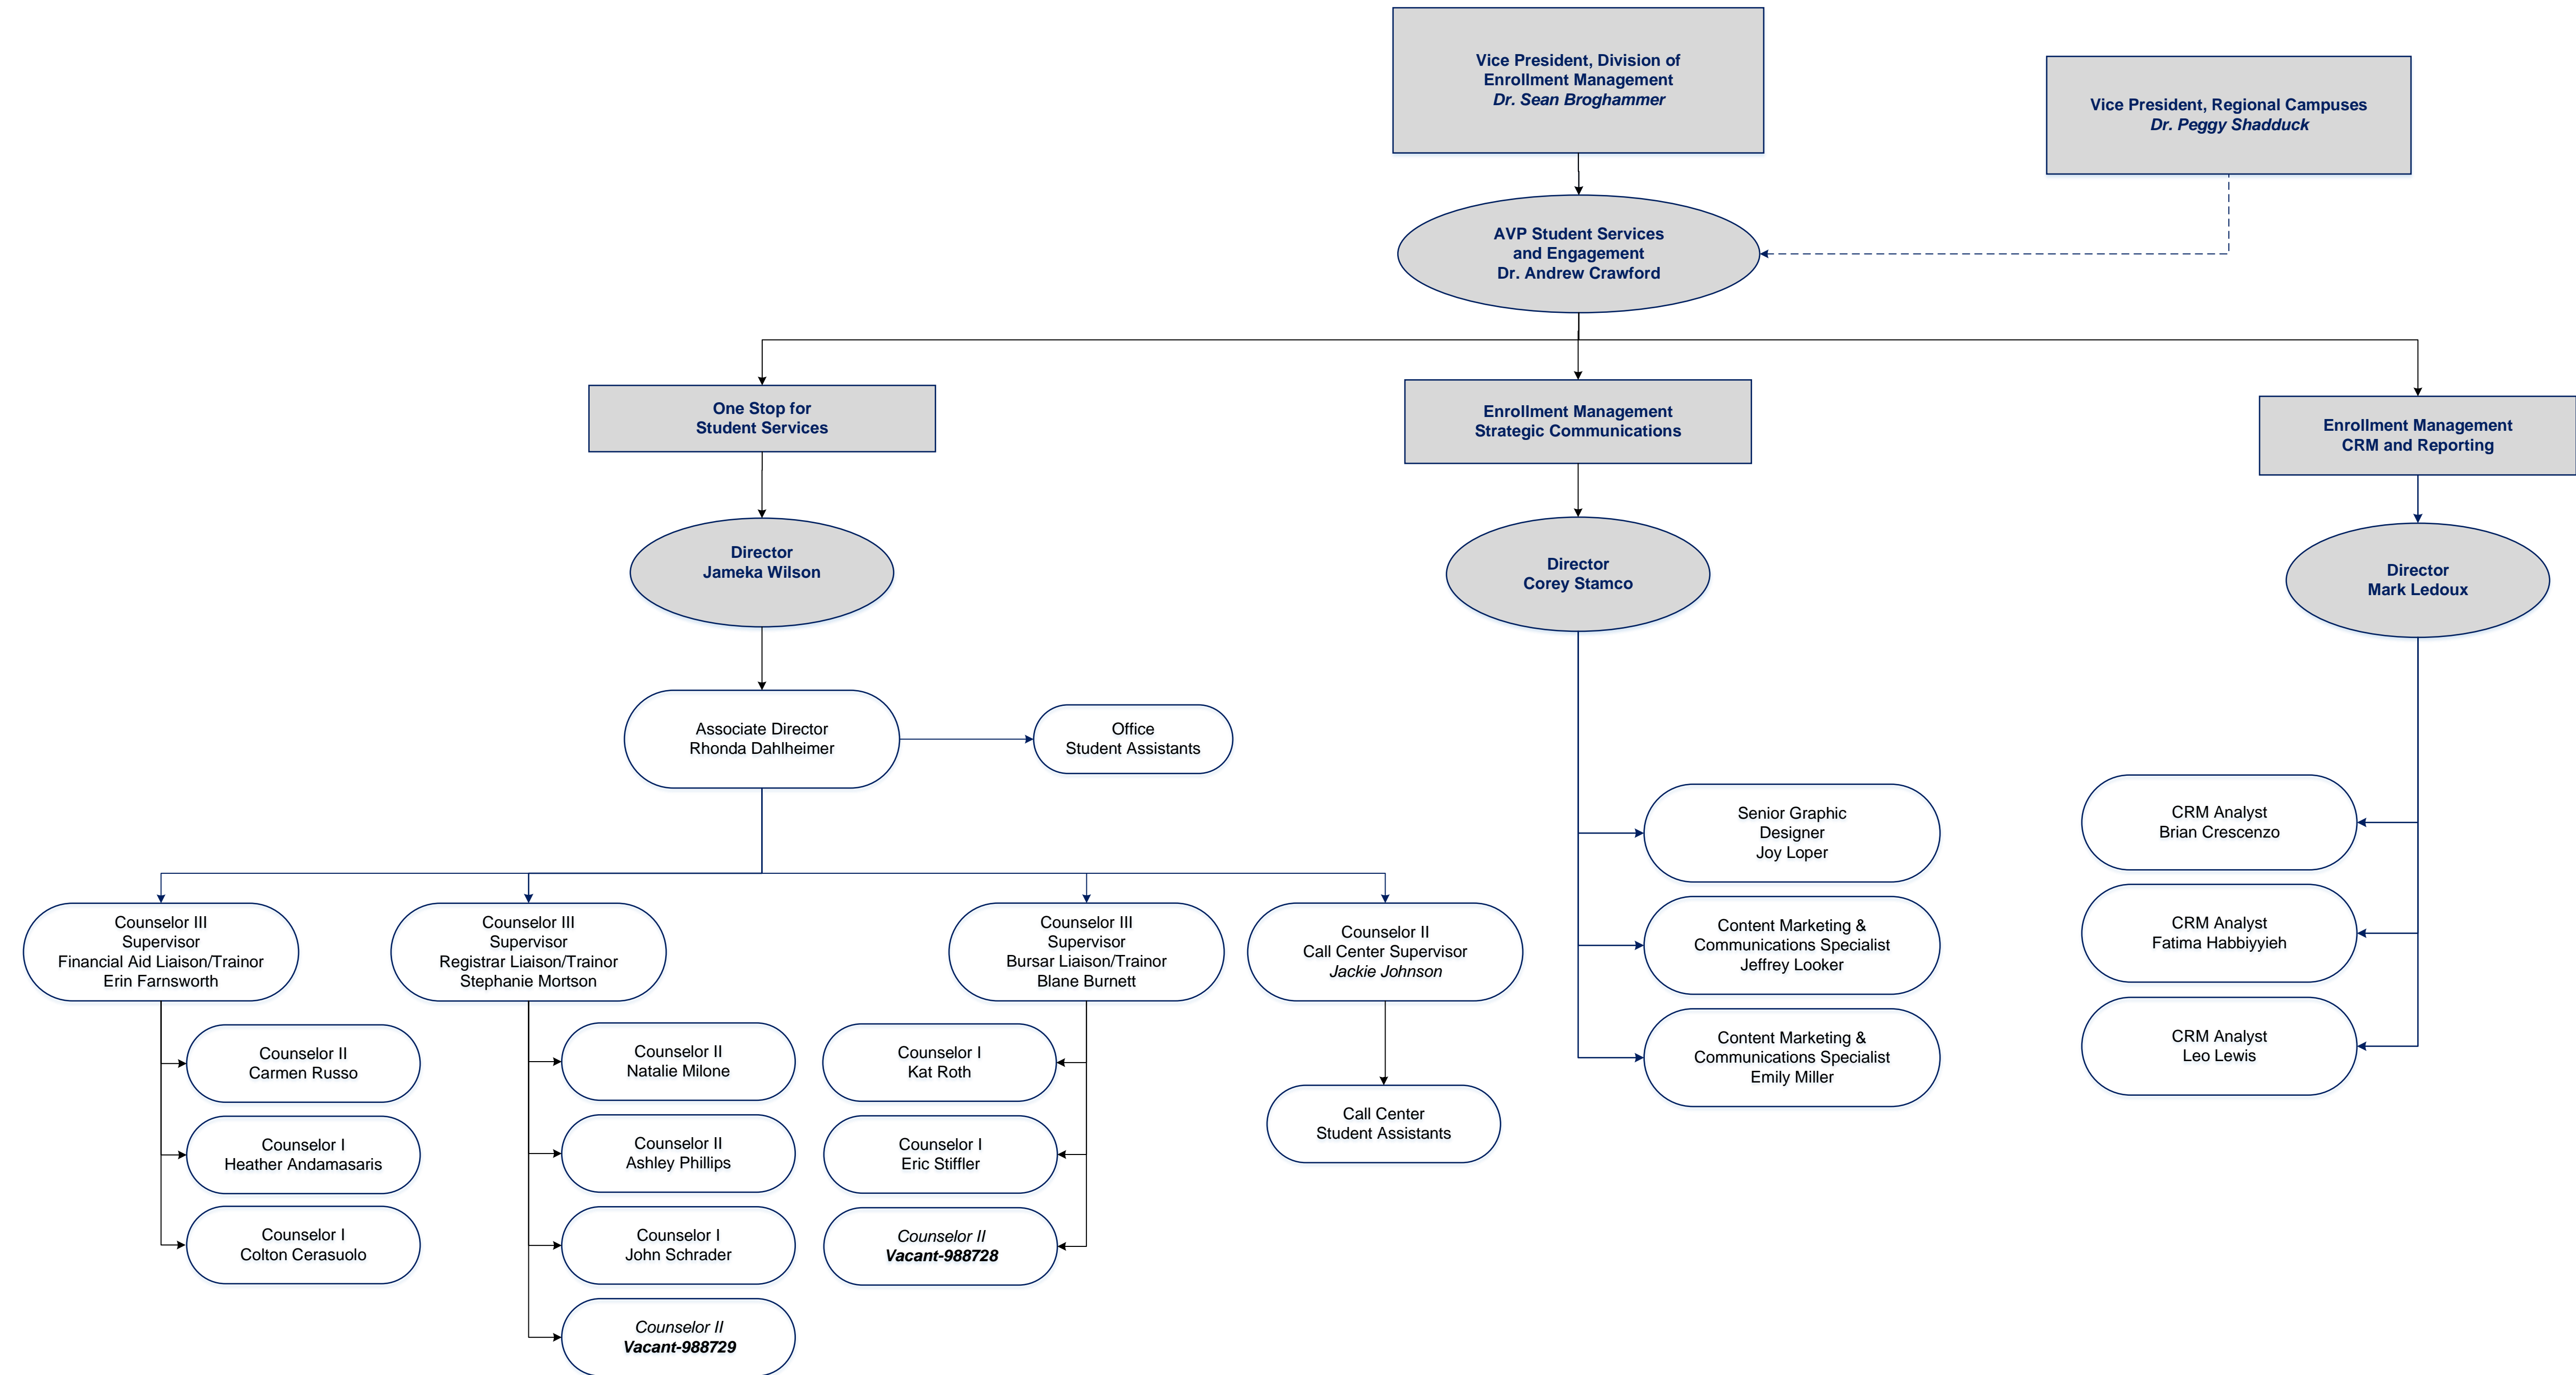 Vice President, Division of
Enrollment Management
Dr. Sean Broghammer
Vice President, Regional Campuses
Dr. Peggy Shadduck
AVP Student Services
and Engagement
Dr. Andrew Crawford
One Stop for
Student Services
Enrollment Management
Strategic Communications
Enrollment Management
CRM and Reporting
Director
Jameka Wilson
Director
Corey Stamco
Director
Mark Ledoux
Associate Director
Rhonda Dahlheimer
Office
Student Assistants
Senior Graphic
Designer
Joy Loper
Content Marketing &
Communications Specialist
Jeffrey Looker
Content Marketing &
Communications Specialist
Emily Miller
CRM Analyst
Brian Crescenzo
CRM Analyst
Fatima Habbiyyieh
CRM Analyst
Leo Lewis
Counselor III
Supervisor
Financial Aid Liaison/Trainor
Erin Farnsworth
Counselor III
Supervisor
Registrar Liaison/Trainor
Stephanie Mortson
Counselor III
Supervisor
Bursar Liaison/Trainor
Blane Burnett
Counselor II
Call Center Supervisor
Jackie Johnson
Counselor II
Carmen Russo
Counselor I
Heather Andamasaris
Counselor I
Colton Cerasuolo
Counselor II
Natalie Milone
Counselor II
Ashley Phillips
Counselor I
John Schrader
Counselor II
Vacant-988729
Counselor I
Kat Roth
Counselor I
Eric Stiffler
Counselor II
Vacant-988728
Call Center
Student Assistants